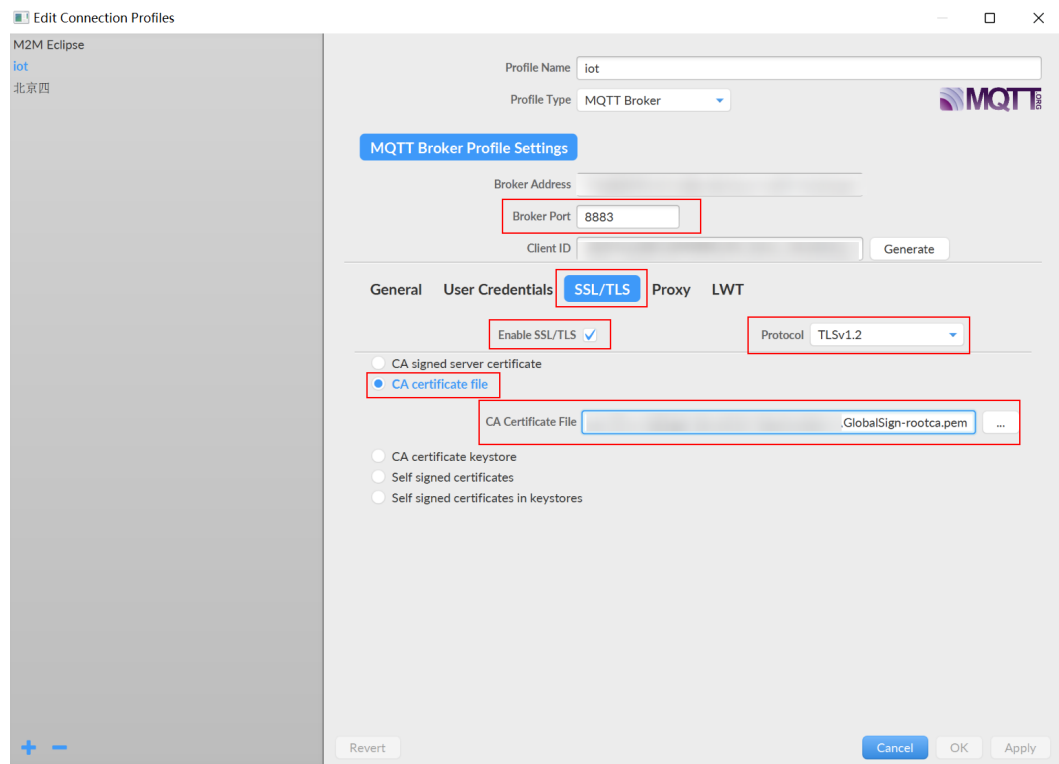 Edit Connection Profiles
M2M Eclipse
iot
北京四
Profile Name iot
Profile Type MQTT Broker
MQTT.ORG
MQTT Broker Profile Settings
Broker Address
Broker Port 8883
Client ID Generate
General User Credentials SSL/TLS Proxy LWT
Enable SSL/TLS Protocol TLSv1.2
CA signed server certificate
CA certificate file
CA Certificate File .GlobalSign-rootca.pem ...
CA certificate keystore
Self signed certificates
Self signed certificates in keystores
Revert Cancel OK Apply